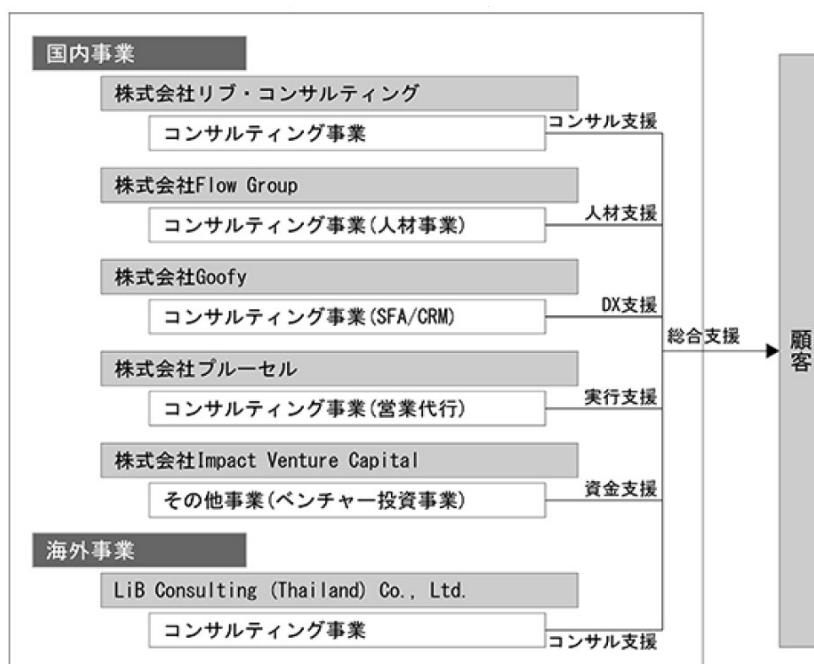 国内事業
株式会社リブ・コンサルティング
コンサルティング事業
コンサル支援
株式会社Flow Group
コンサルティング事業(人材事業)
人材支援
株式会社Goofy
コンサルティング事業(SFA/CRM)
DX支援
総合支援
顧客
株式会社プルーセル
コンサルティング事業(営業代行)
実行支援
株式会社Impact Venture Capital
その他事業(ベンチャー投資事業)
資金支援
海外事業
LiB Consulting (Thailand) Co., Ltd.
コンサルティング事業
コンサル支援